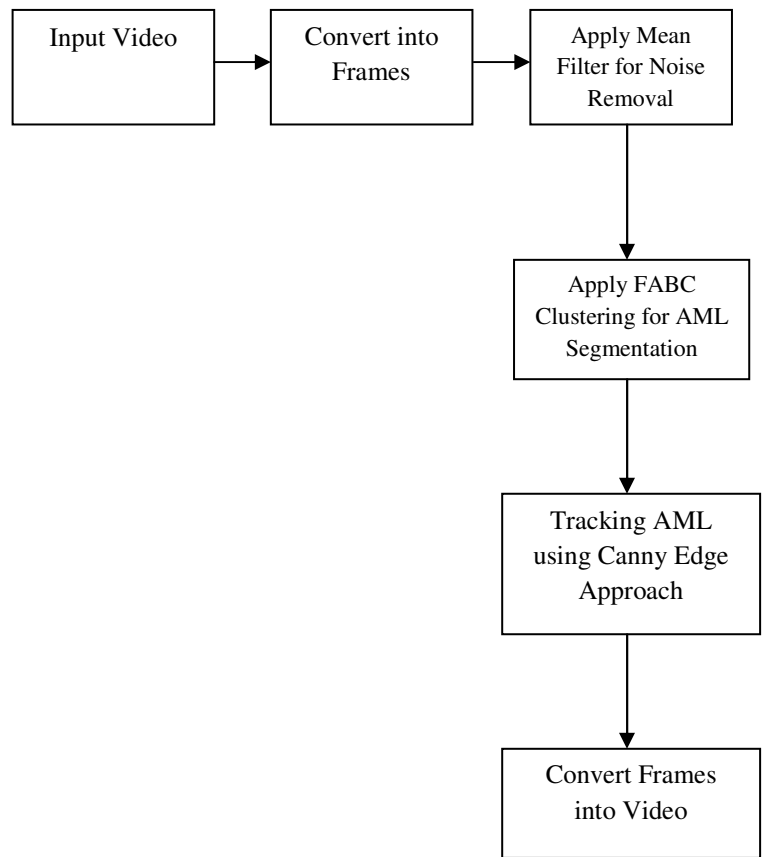 Input Video
Convert into
Frames
Apply Mean
Filter for Noise
Removal
Apply FABC
Clustering for AML
Segmentation
Tracking AML
using Canny Edge
Approach
Convert Frames
into Video